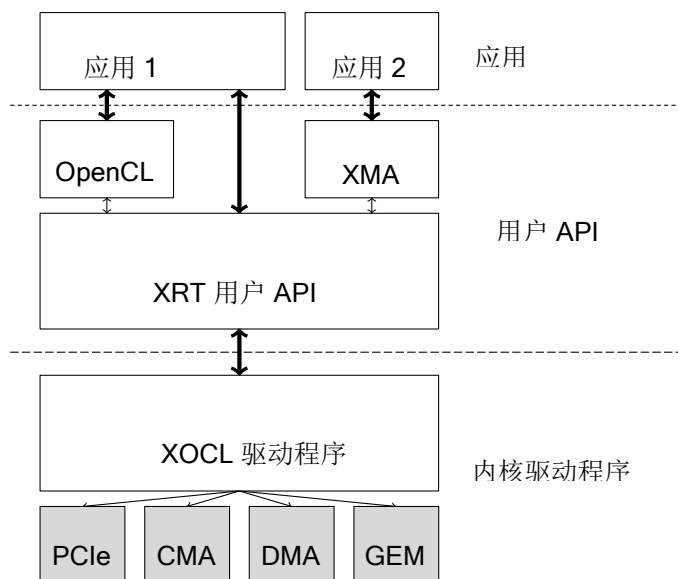 应用 1
应用 2
应用
OpenCL
XMA
用户 API
XRT 用户 API
XOCL 驱动程序
内核驱动程序
PCIe
CMA
DMA
GEM